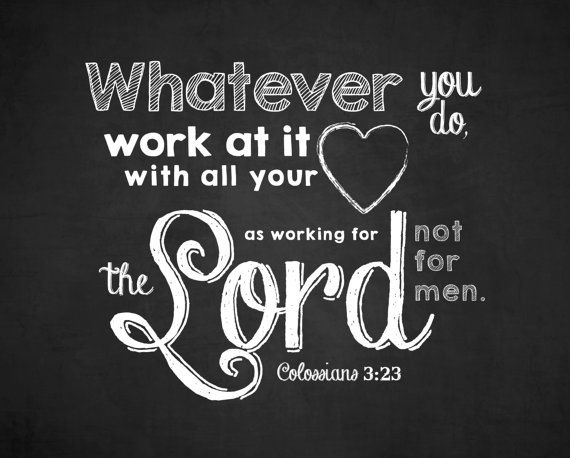 Whatever you do,
work at it
with all your
as working for
the Lord not for men.
Colossians 3:23